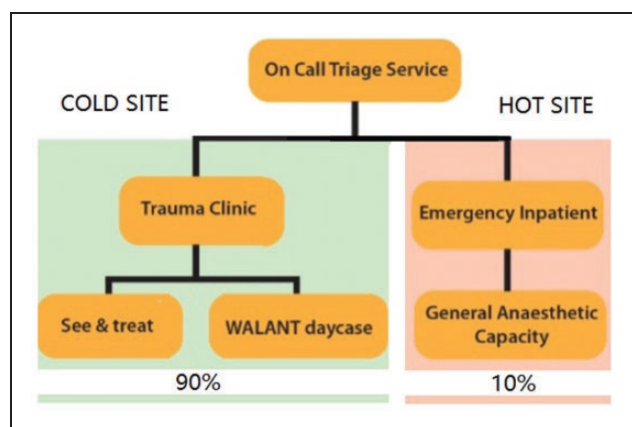 On Call Triage Service
COLD SITE
HOT SITE
Trauma Clinic
Emergency Inpatient
See & treat
WALANT daycase
General Anaesthetic
Capacity
90%
10%